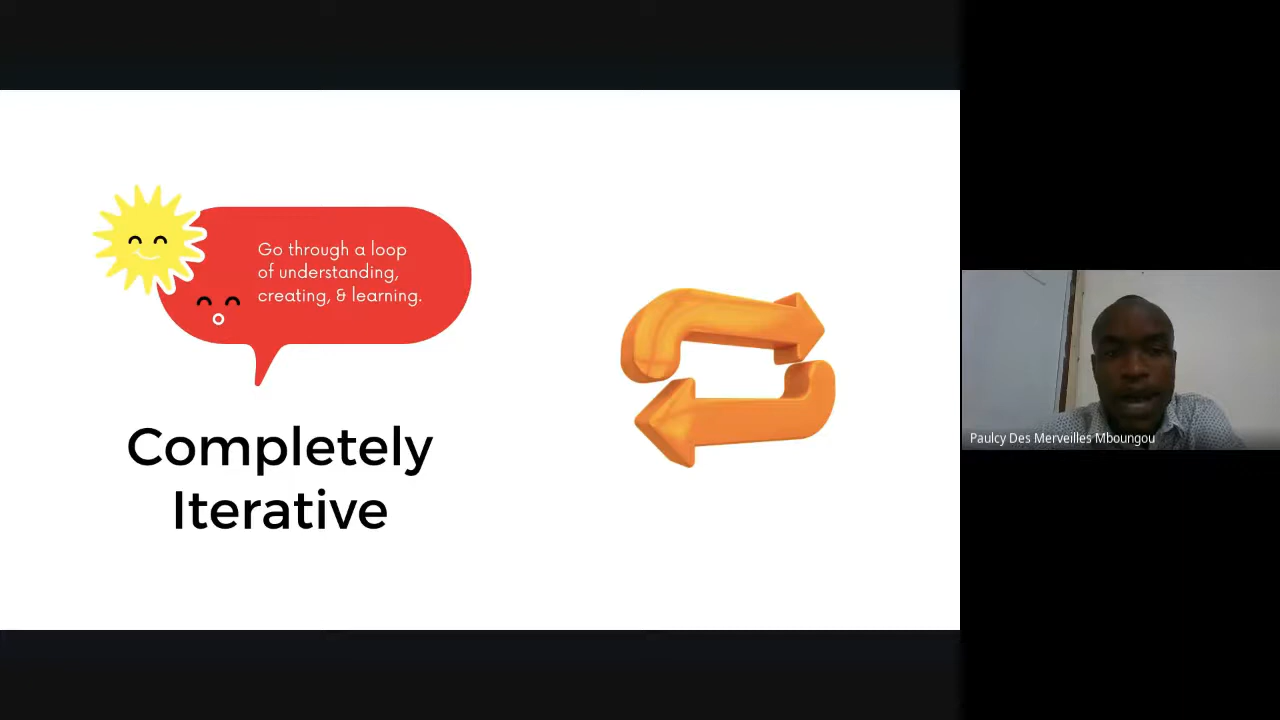 Go through a loop
of understanding,
creating, & learning.
Completely
Iterative
Paulcy Des Merveilles Mboungou